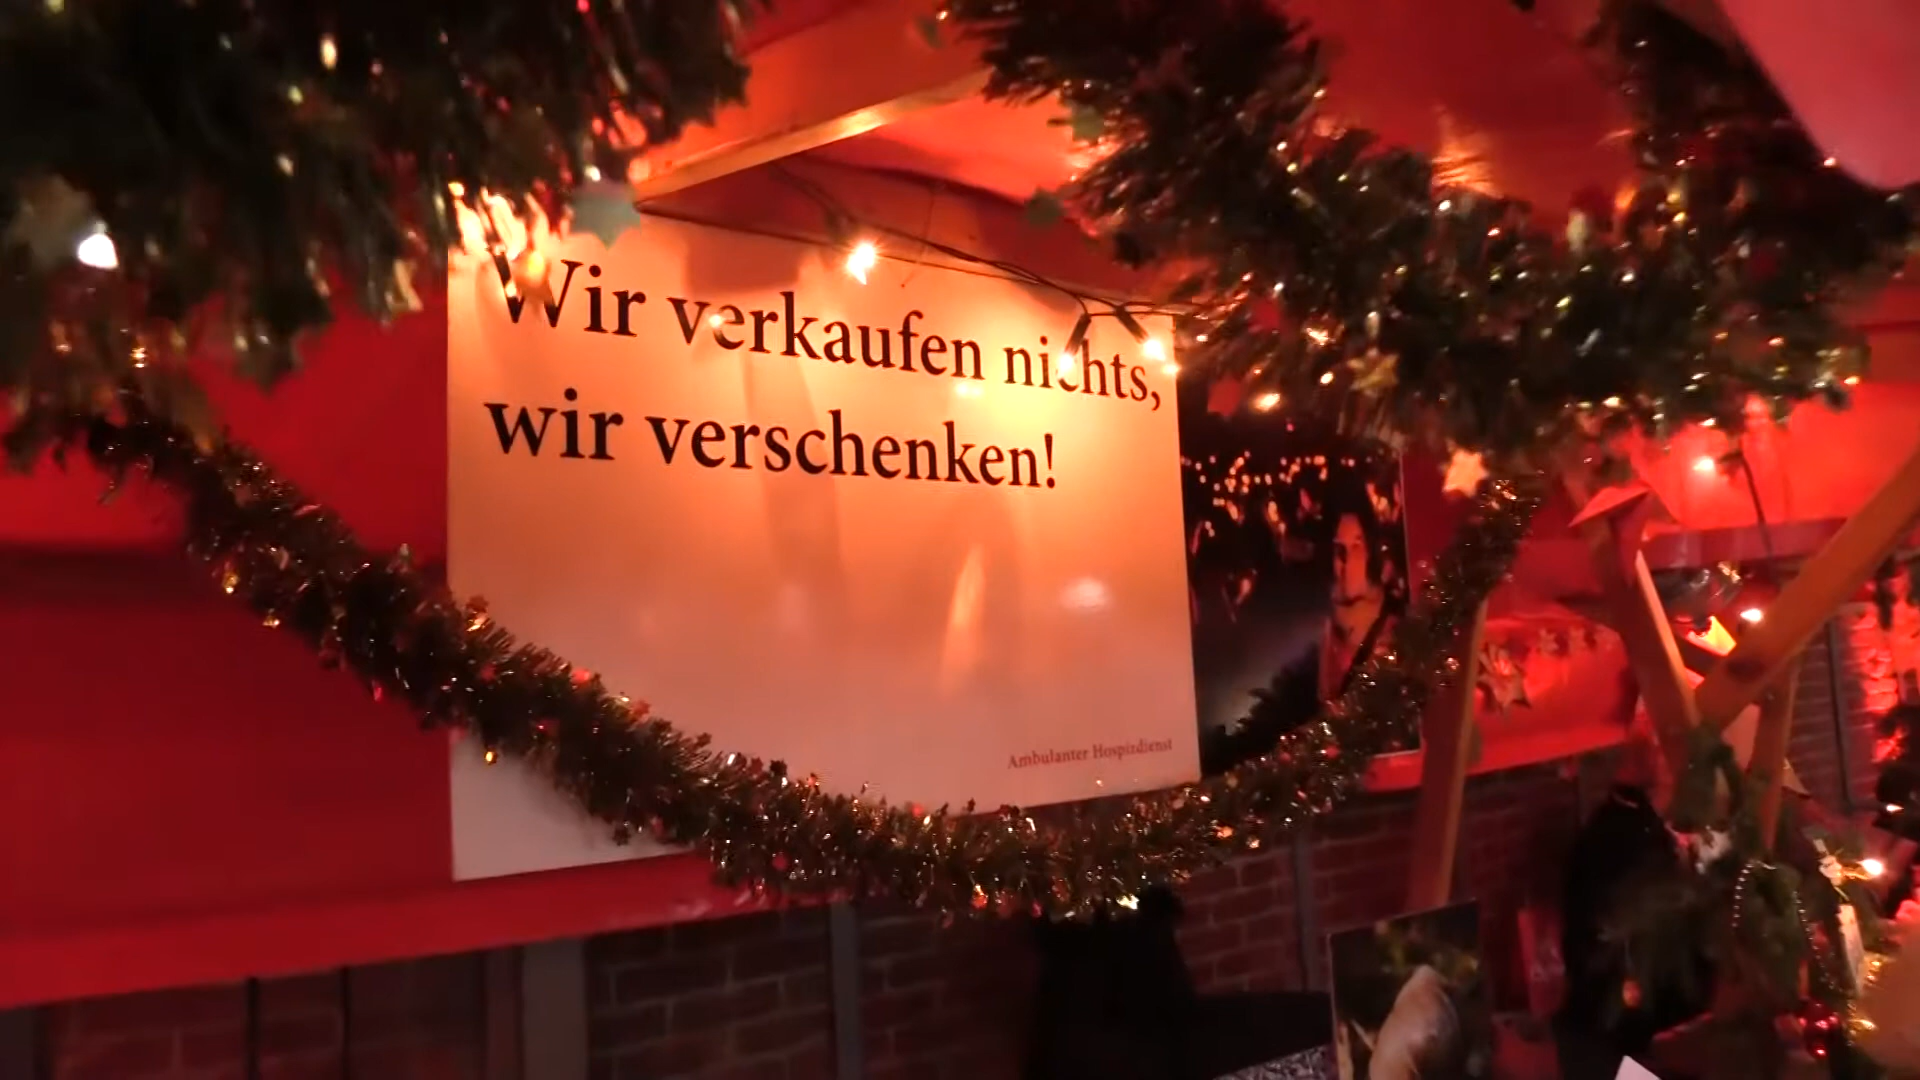 Wir verkaufen nichts,
wir verschenken!
Ambulanter Hospizdienst